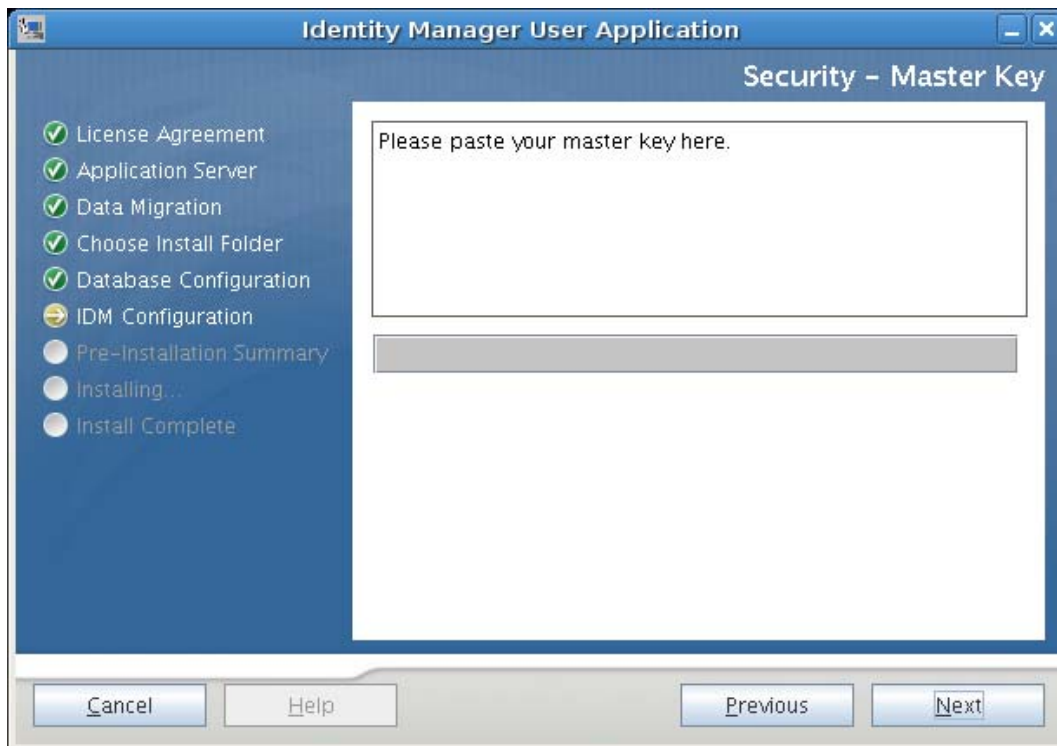 Identity Manager User Application
Security – Master Key
License Agreement
Application Server
Data Migration
Choose Install Folder
Database Configuration
IDM Configuration
Pre-Installation Summary
Installing...
Install Complete
Please paste your master key here.
Cancel
Help
Previous
Next